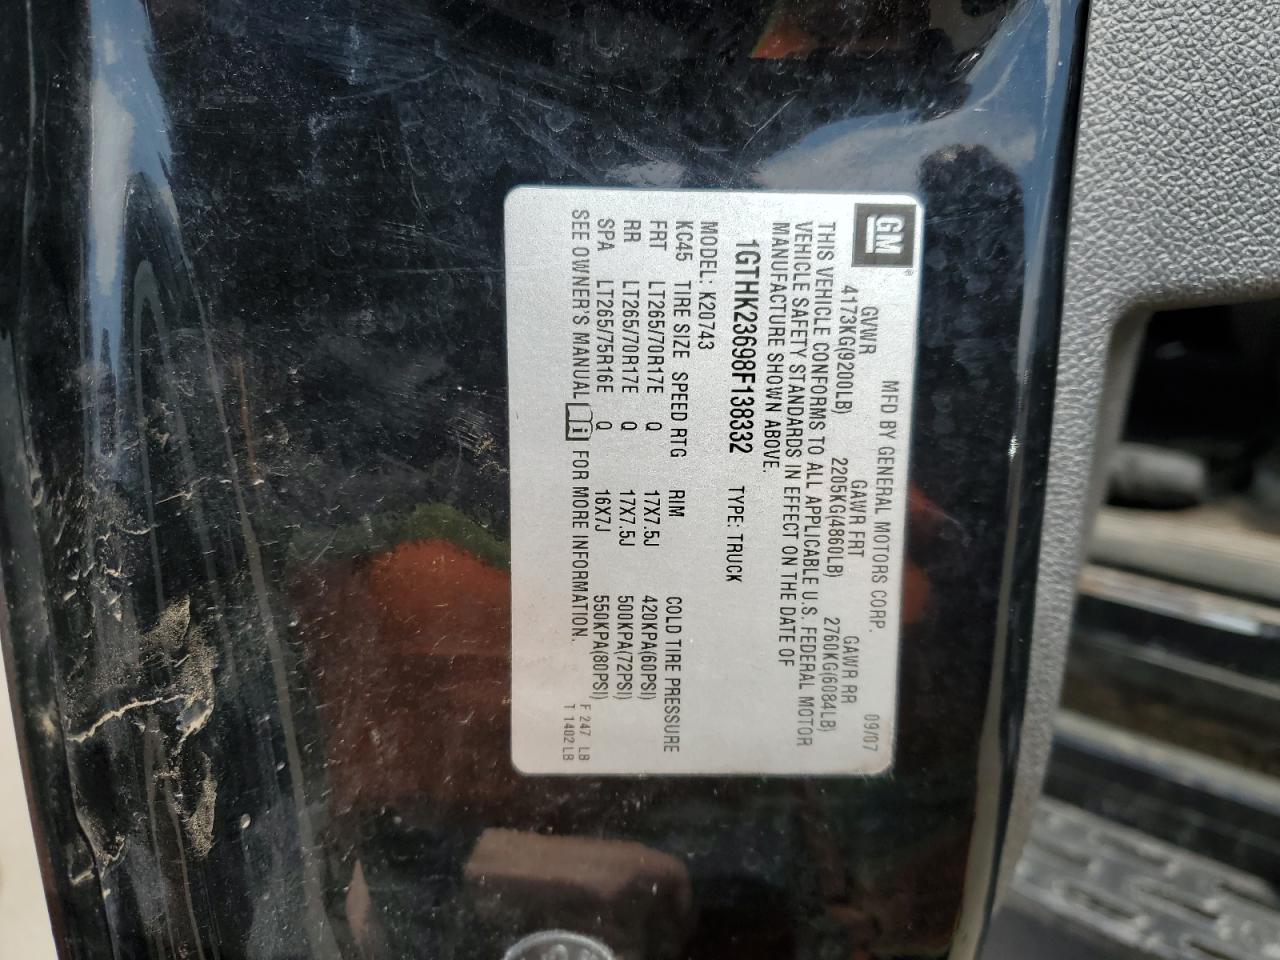 GM®
MFD BY GENERAL MOTORS CORP. 09/07
GVWR GAWR FRT GAWR RR
4173KG(9200LB) 2205KG(4860LB) 2760KG(6084LB)
THIS VEHICLE CONFORMS TO ALL APPLICABLE U.S. FEDERAL MOTOR
VEHICLE SAFETY STANDARDS IN EFFECT ON THE DATE OF
MANUFACTURE SHOWN ABOVE.
1GTHK23698F138332 TYPE: TRUCK
MODEL: K20743
KC45 TIRE SIZE SPEED RTG RIM COLD TIRE PRESSURE
FRT LT265/70R17E Q 17X7.5J 420KPA(60PSI)
RR LT265/70R17E Q 17X7.5J 500KPA(72PSI)
SPA LT265/75R16E Q 16X7J 550KPA(80PSI)
SEE OWNER'S MANUAL i FOR MORE INFORMATION.
F 247 LB
T 1402 LB